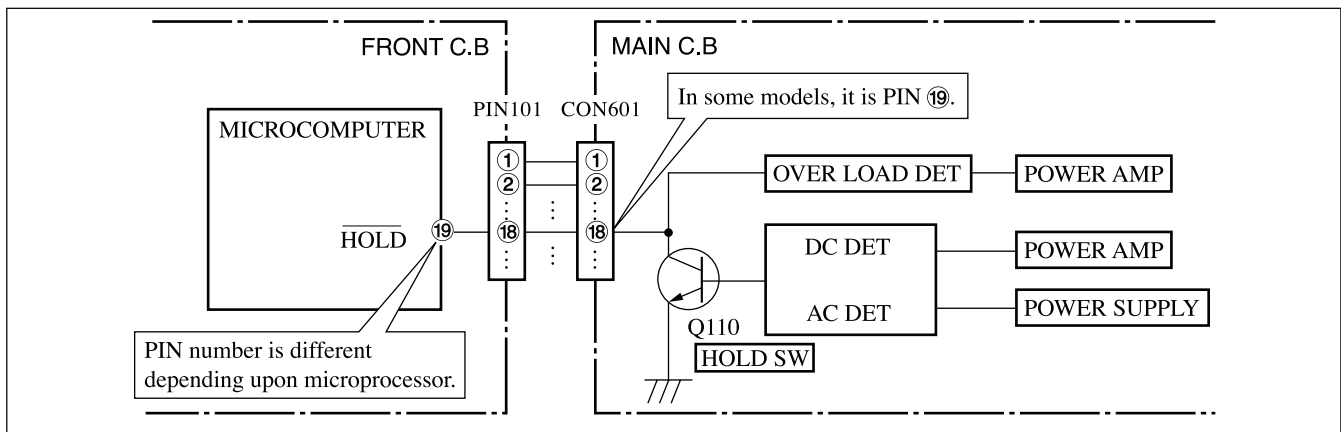 FRONT C.B
MAIN C.B
In some models, it is PIN ⑲.
PIN101
CON601
MICROCOMPUTER
①
①
②
②
HOLD
⑲
⑱
⑱
OVER LOAD DET
POWER AMP
DC DET
POWER AMP
AC DET
POWER SUPPLY
Q110
HOLD SW
PIN number is different
depending upon microprocessor.